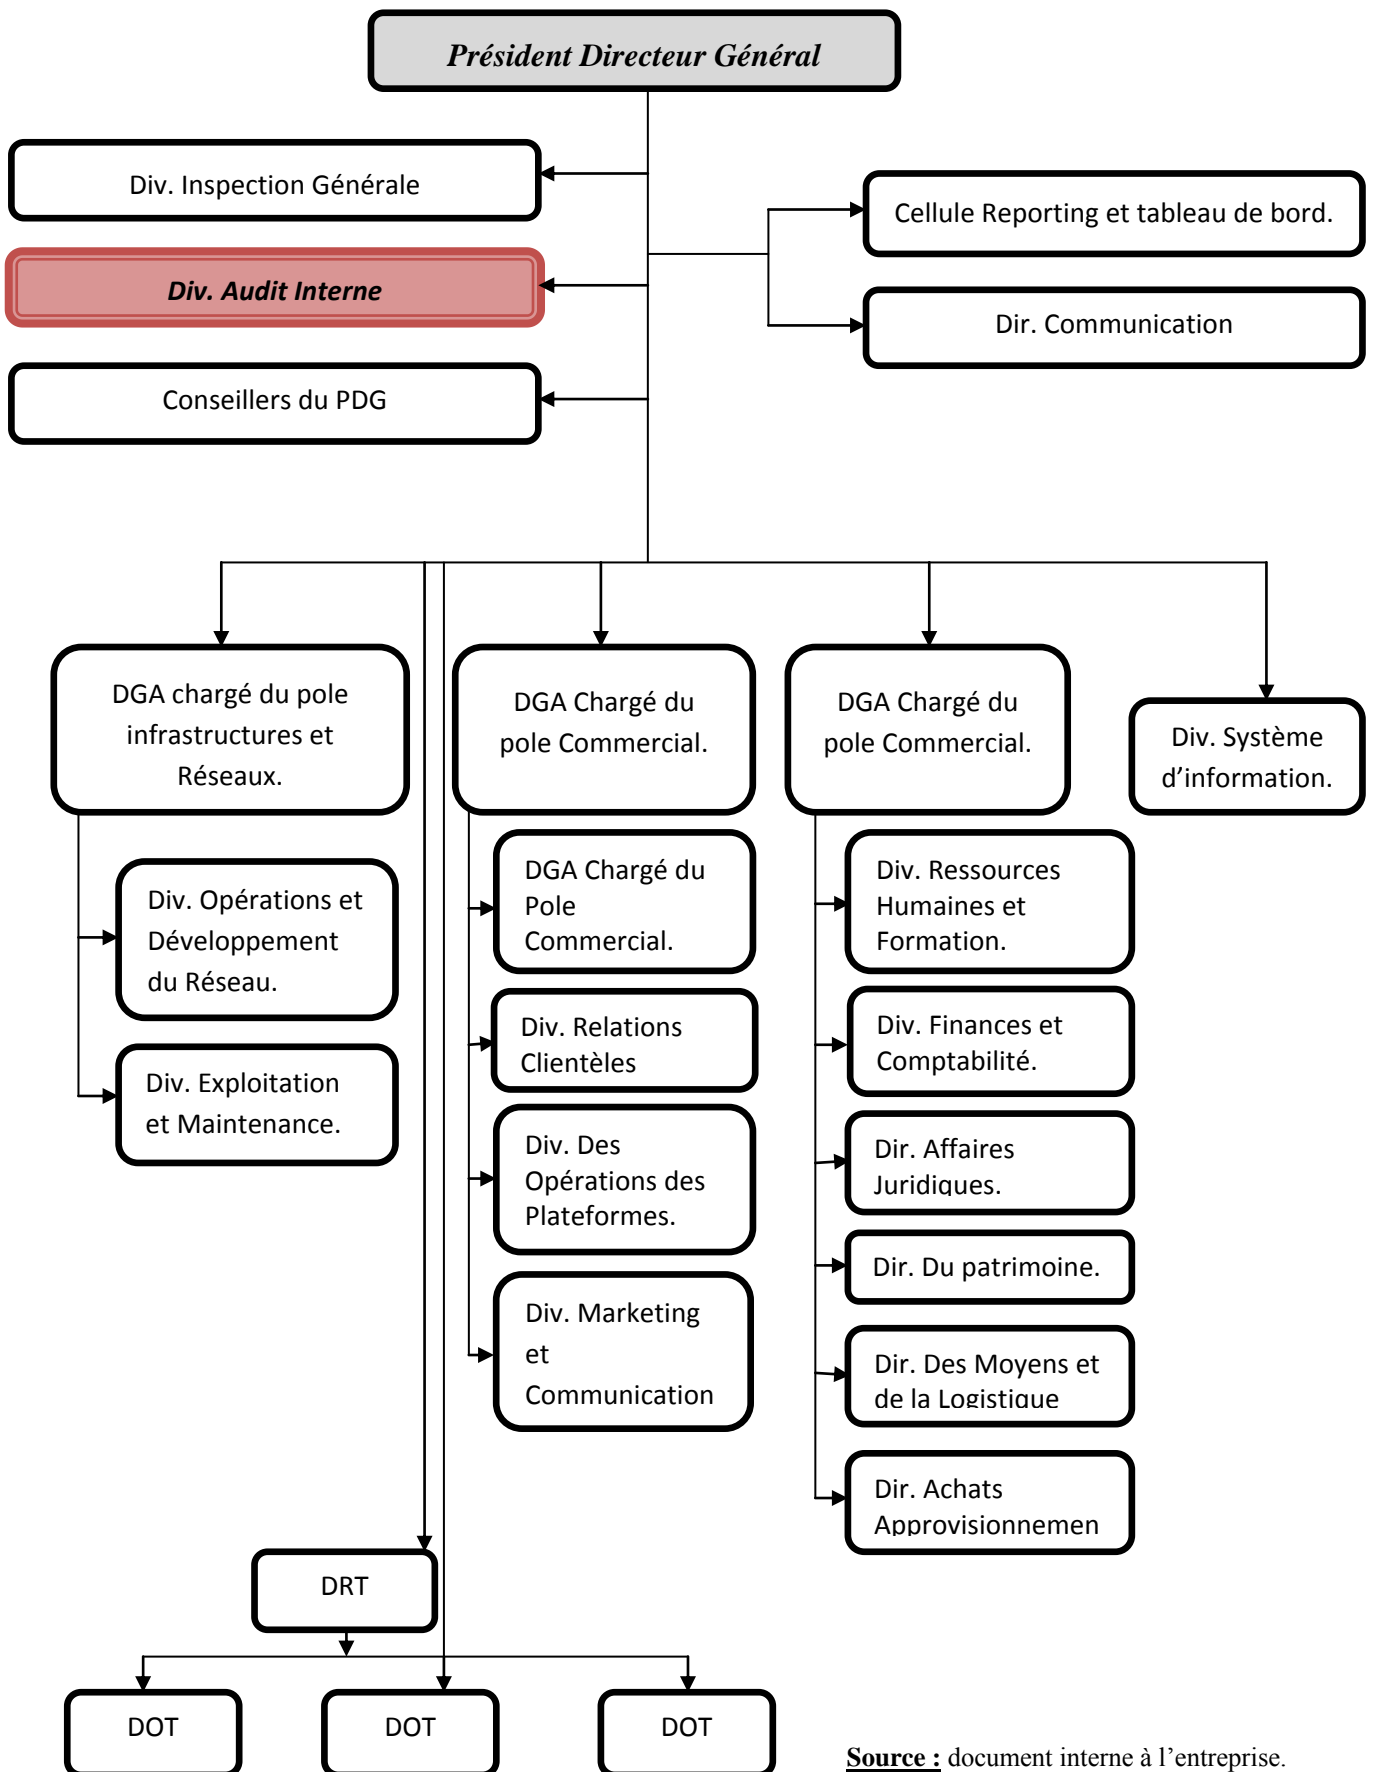 Président Directeur Général
Div. Inspection Générale
Cellule Reporting et tableau de bord.
Div. Audit Interne
Dir. Communication
Conseillers du PDG
DGA chargé du pole
infrastructures et
Réseaux.
Div. Opérations et
Développement
du Réseau.
Div. Exploitation
et Maintenance.
DGA Chargé du
pole Commercial.
DGA Chargé du
Pole
Commercial.
Div. Relations
Clientèles
Div. Des
Opérations des
Plateformes.
Div. Marketing
et
Communication
DGA Chargé du
pole Commercial.
Div. Ressources
Humaines et
Formation.
Div. Finances et
Comptabilité.
Dir. Affaires
Juridiques.
Dir. Du patrimoine.
Dir. Des Moyens et
de la Logistique
Dir. Achats
Approvisionnemen
Div. Système
d’information.
DRT
DOT
DOT
DOT
Source : document interne à l’entreprise.